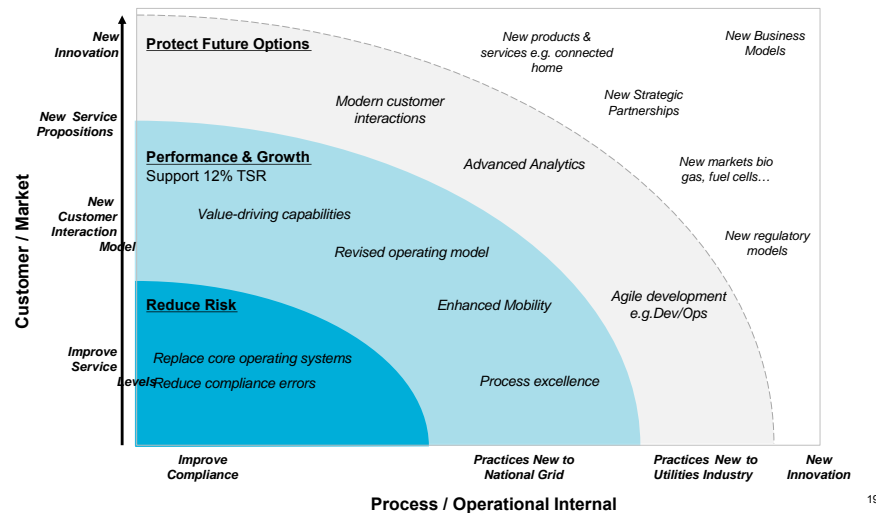 New
Innovation
Protect Future Options
New products &
services e.g. connected
home
New Business
Models
Modern customer
interactions
New Strategic
Partnerships
New Service
Propositions
Performance & Growth
Support 12% TSR
Advanced Analytics
New markets bio
gas, fuel cells…
New
Customer
Interaction
Model
Value-driving capabilities
Revised operating model
New regulatory
models
Customer / Market
Reduce Risk
Enhanced Mobility
Agile development
e.g.Dev/Ops
Improve
Service
Levels
Replace core operating systems
Reduce compliance errors
Process excellence
Improve
Compliance
Practices New to
National Grid
Practices New to
Utilities Industry
New
Innovation
Process / Operational Internal